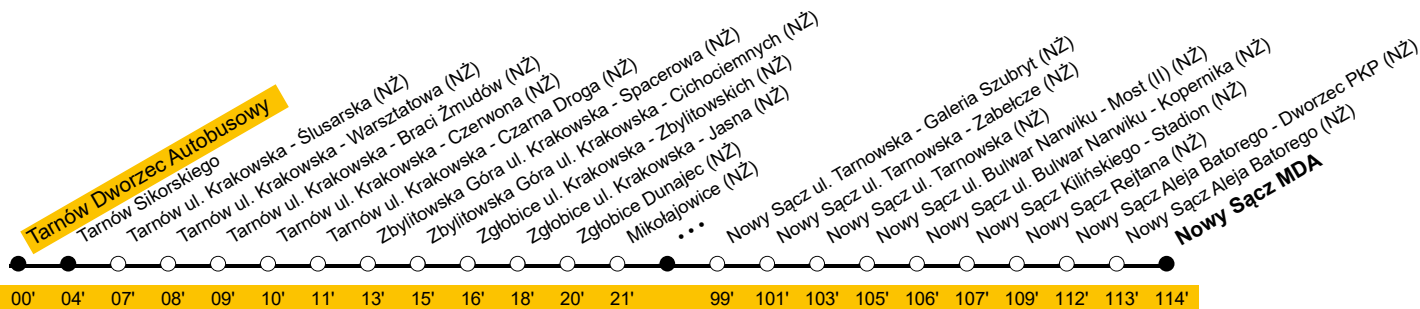 Tarnów Dworzec Autobusowy
Tarnów Sikorskiego
Tarnów ul. Krakowska - Ślusarska (NŻ)
Tarnów ul. Krakowska - Warsztatowa (NŻ)
Tarnów ul. Krakowska - Braci Żmudów (NŻ)
Tarnów ul. Krakowska - Czerwona (NŻ)
Tarnów ul. Krakowska - Czarna Droga (NŻ)
Zbylitowska Góra ul. Krakowska - Spacerowa (NŻ)
Zbylitowska Góra ul. Krakowska - Cichociemnych (NŻ)
Zgłobice ul. Krakowska - Zbylitowskich (NŻ)
Zgłobice ul. Krakowska - Jasna (NŻ)
Zgłobice Dunajec (NŻ)
Mikołajowice (NŻ)
...
Nowy Sącz ul. Tarnowska - Galeria Szubryt (NŻ)
Nowy Sącz ul. Tarnowska - Zabełcze (NŻ)
Nowy Sącz ul. Tarnowska (NŻ)
Nowy Sącz ul. Bulwar Narwiku - Most (II) (NŻ)
Nowy Sącz ul. Bulwar Narwiku - Kopernika (NŻ)
Nowy Sącz Kilińskiego - Stadion (NŻ)
Nowy Sącz Rejtana (NŻ)
Nowy Sącz Aleja Batorego - Dworzec PKP (NŻ)
Nowy Sącz Aleja Batorego (NŻ)
Nowy Sącz MDA
00' 04' 07' 08' 09' 10' 11' 13' 15' 16' 18' 20' 21' 99' 101' 103' 105' 106' 107' 109' 112' 113' 114'